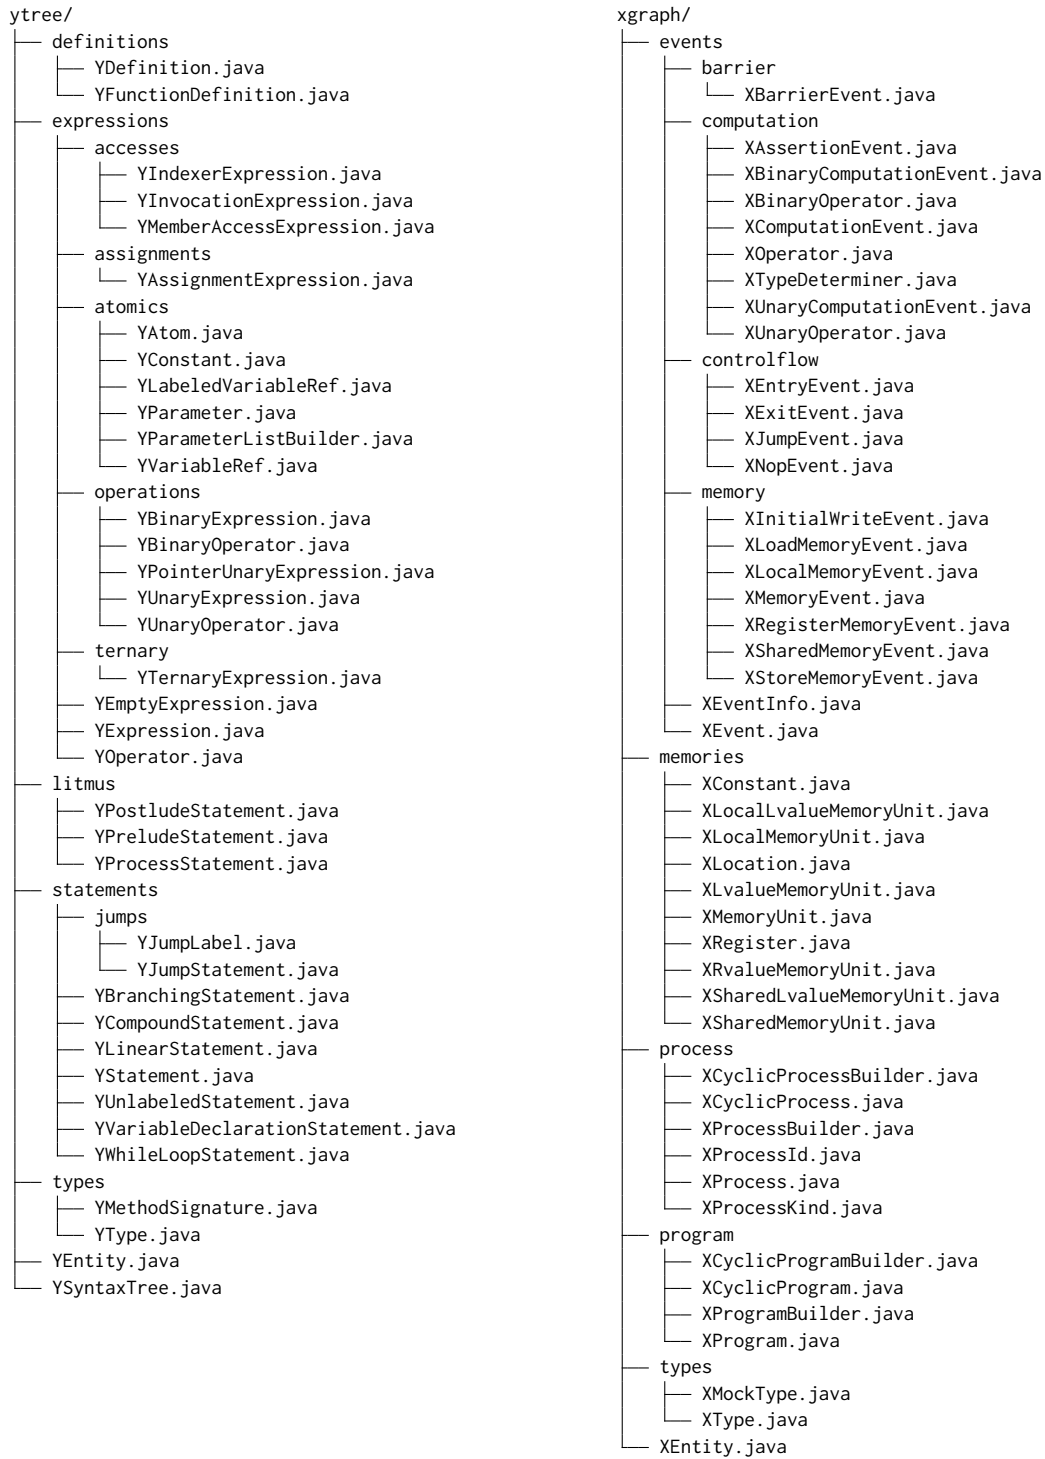 ytree/
├── definitions
│   ├── YDefinition.java
│   └── YFunctionDefinition.java
├── expressions
│   ├── accesses
│   │   ├── YIndexerExpression.java
│   │   ├── YInvocationExpression.java
│   │   └── YMemberAccessExpression.java
│   ├── assignments
│   │   └── YAssignmentExpression.java
│   ├── atomics
│   │   ├── YAtom.java
│   │   ├── YConstant.java
│   │   ├── YLabeledVariableRef.java
│   │   ├── YParameter.java
│   │   ├── YParameterListBuilder.java
│   │   └── YVariableRef.java
│   ├── operations
│   │   ├── YBinaryExpression.java
│   │   ├── YBinaryOperator.java
│   │   ├── YPointerUnaryExpression.java
│   │   ├── YUnaryExpression.java
│   │   └── YUnaryOperator.java
│   ├── ternary
│   │   └── YTernaryExpression.java
│   ├── YEmptyExpression.java
│   ├── YExpression.java
│   └── YOperator.java
├── litmus
│   ├── YPostludeStatement.java
│   ├── YPreludeStatement.java
│   └── YProcessStatement.java
├── statements
│   ├── jumps
│   │   ├── YJumpLabel.java
│   │   └── YJumpStatement.java
│   ├── YBranchingStatement.java
│   ├── YCompoundStatement.java
│   ├── YLinearStatement.java
│   ├── YStatement.java
│   ├── YUnlabeledStatement.java
│   ├── YVariableDeclarationStatement.java
│   └── YWhileLoopStatement.java
├── types
│   ├── YMethodSignature.java
│   └── YType.java
├── YEntity.java
└── YSyntaxTree.java
xgraph/
├── events
│   ├── barrier
│   │   └── XBarrierEvent.java
│   ├── computation
│   │   ├── XAssertionEvent.java
│   │   ├── XBinaryComputationEvent.java
│   │   ├── XBinaryOperator.java
│   │   ├── XComputationEvent.java
│   │   ├── XOperator.java
│   │   ├── XTypeDeterminer.java
│   │   ├── XUnaryComputationEvent.java
│   │   └── XUnaryOperator.java
│   ├── controlflow
│   │   ├── XEntryEvent.java
│   │   ├── XExitEvent.java
│   │   ├── XJumpEvent.java
│   │   └── XNopEvent.java
│   ├── memory
│   │   ├── XInitialWriteEvent.java
│   │   ├── XLoadMemoryEvent.java
│   │   ├── XLocalMemoryEvent.java
│   │   ├── XMemoryEvent.java
│   │   ├── XRegisterMemoryEvent.java
│   │   ├── XSharedMemoryEvent.java
│   │   └── XStoreMemoryEvent.java
│   ├── XEventInfo.java
│   └── XEvent.java
├── memories
│   ├── XConstant.java
│   ├── XLocalLvalueMemoryUnit.java
│   ├── XLocalMemoryUnit.java
│   ├── XLocation.java
│   ├── XLvalueMemoryUnit.java
│   ├── XMemoryUnit.java
│   ├── XRegister.java
│   ├── XRvalueMemoryUnit.java
│   ├── XSharedLvalueMemoryUnit.java
│   └── XSharedMemoryUnit.java
├── process
│   ├── XCyclicProcessBuilder.java
│   ├── XCyclicProcess.java
│   ├── XProcessBuilder.java
│   ├── XProcessId.java
│   ├── XProcess.java
│   └── XProcessKind.java
├── program
│   ├── XCyclicProgramBuilder.java
│   ├── XCyclicProgram.java
│   ├── XProgramBuilder.java
│   └── XProgram.java
├── types
│   ├── XMockType.java
│   └── XType.java
└── XEntity.java